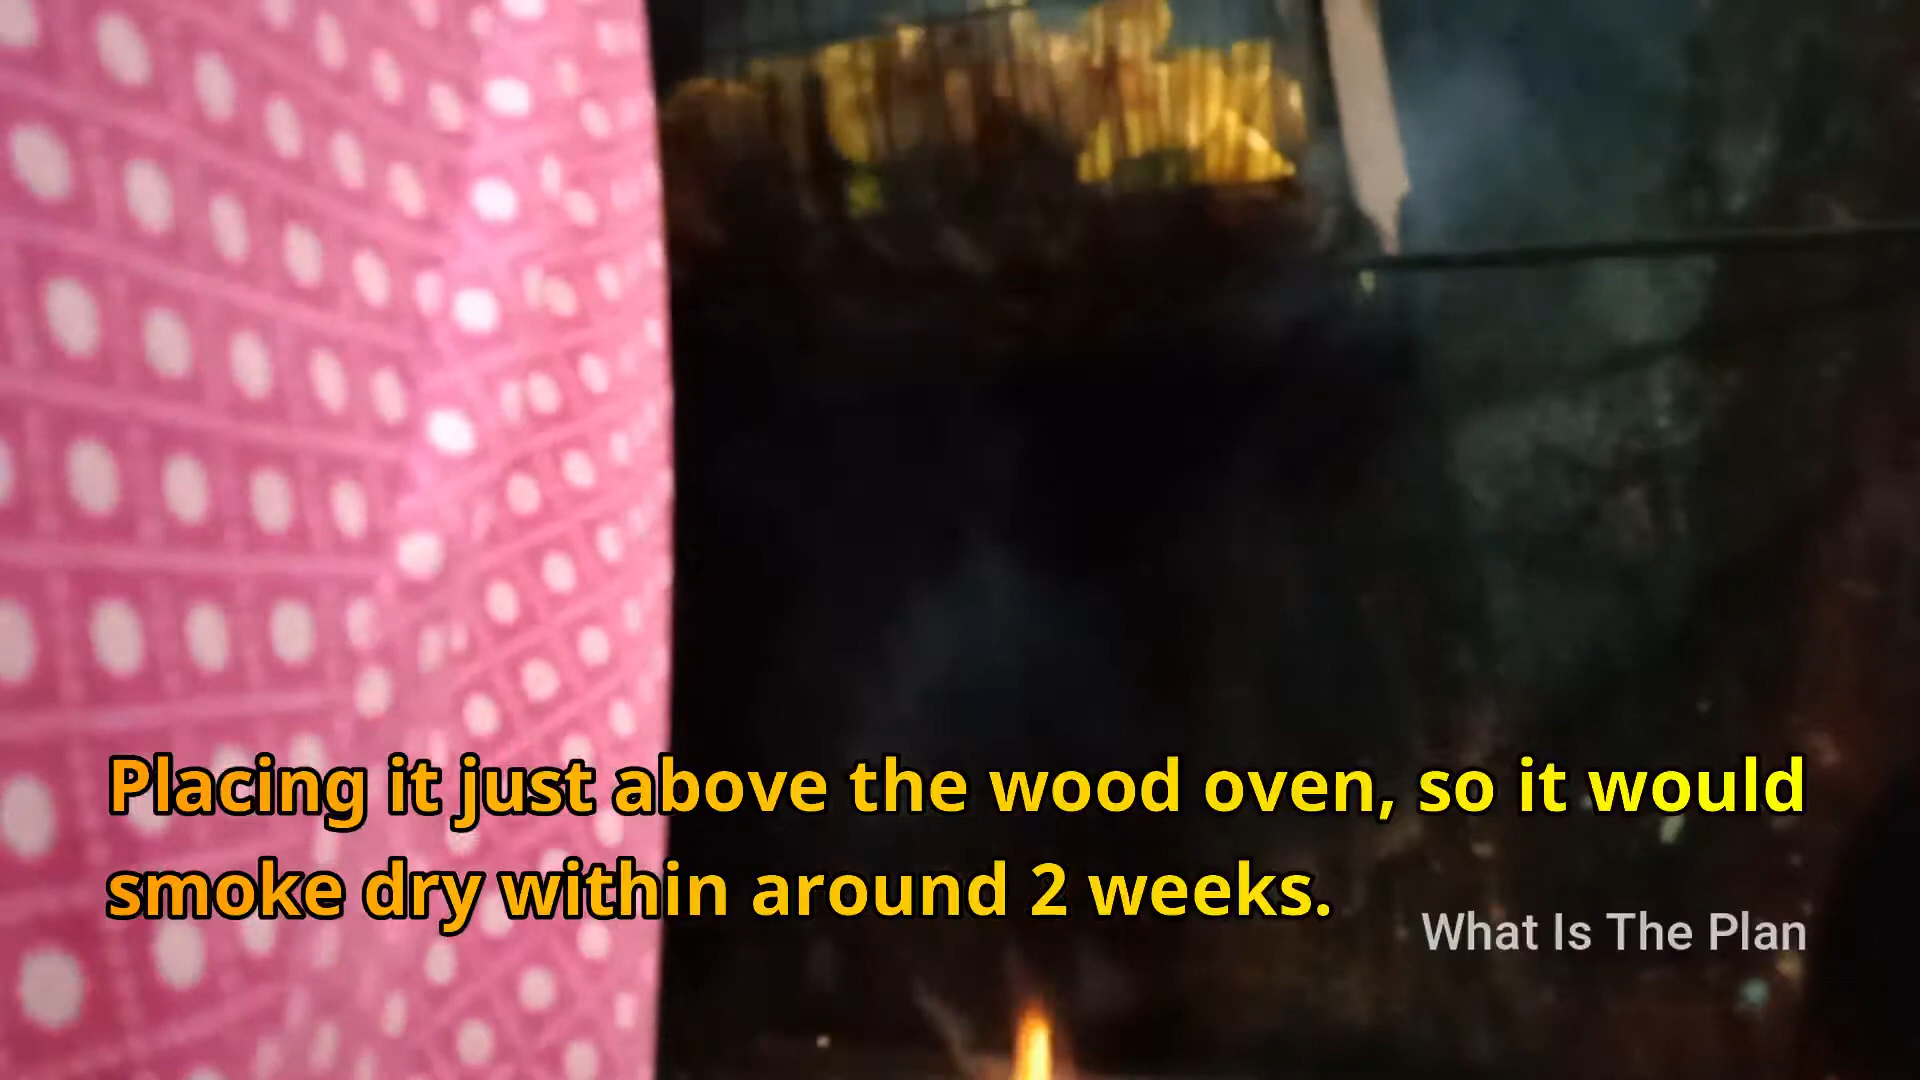 Placing it just above the wood oven, so it would
smoke dry within around 2 weeks.
What Is The Plan